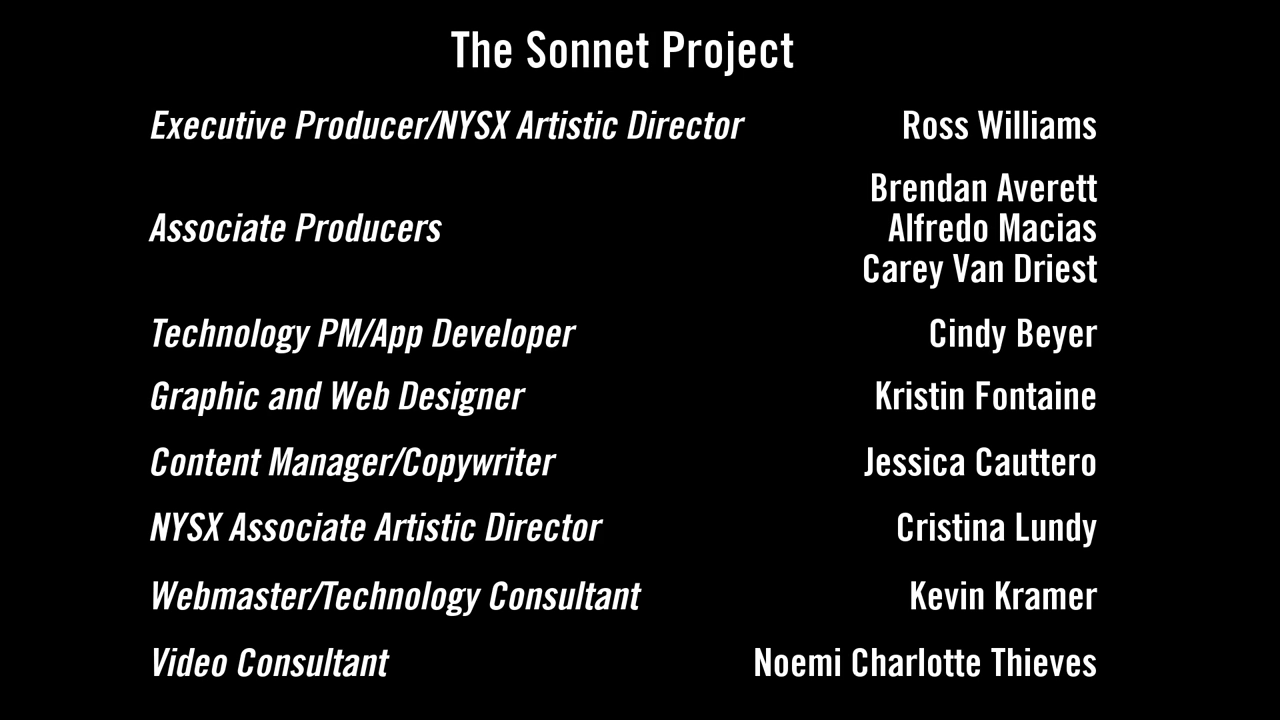 The Sonnet Project
Executive Producer/NYSX Artistic Director Ross Williams
Brendan Averett
Associate Producers Alfredo Macias
Carey Van Driest
Technology PM/App Developer Cindy Beyer
Graphic and Web Designer Kristin Fontaine
Content Manager/Copywriter Jessica Cauttero
NYSX Associate Artistic Director Cristina Lundy
Webmaster/Technology Consultant Kevin Kramer
Video Consultant Noemi Charlotte Thieves